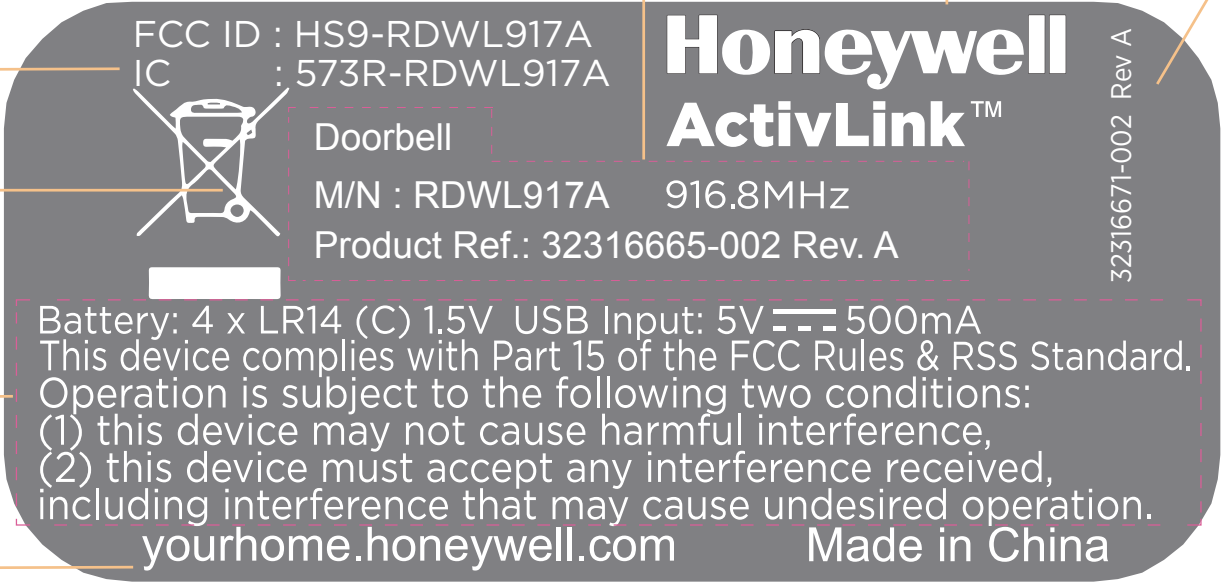 FCC ID : HS9-RDWL917A
IC : 573R-RDWL917A
Honeywell
ActivLink™
32316671-002 Rev A
Doorbell
M/N : RDWL917A 916.8MHz
Product Ref.: 32316665-002 Rev. A
Battery: 4 x LR14 (C) 1.5V USB Input: 5V 500mA
This device complies with Part 15 of the FCC Rules & RSS Standard.
Operation is subject to the following two conditions:
(1) this device may not cause harmful interference,
(2) this device must accept any interference received,
including interference that may cause undesired operation.
yourhome.honeywell.com Made in China